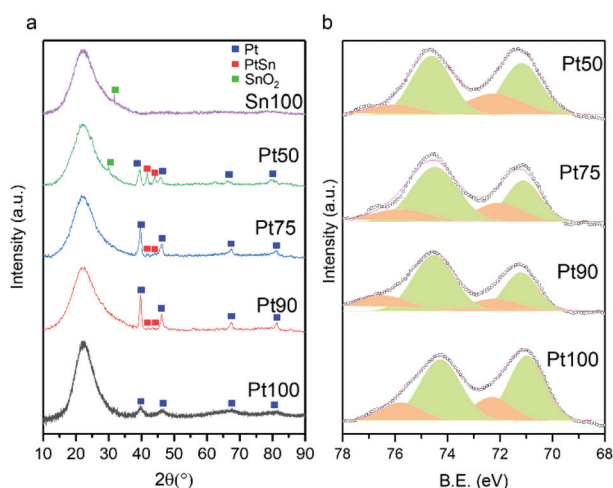 a
Pt
PtSn
SnO₂
Sn100
Pt50
Pt75
Pt90
Pt100
Intensity (a.u.)
10 20 30 40 50 60 70 80 90
2θ(°)
b
Pt50
Pt75
Pt90
Pt100
Intensity (a.u.)
78 76 74 72 70 68
B.E. (eV)